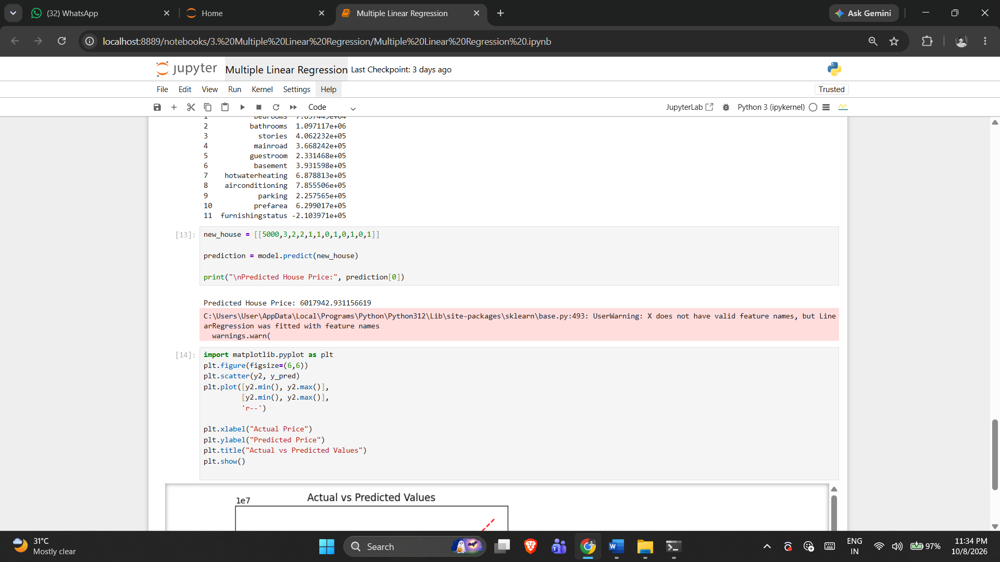 (32) WhatsApp
Home
Multiple Linear Regression
Ask Gemini
localhost:8889/notebooks/3.%20Multiple%20Linear%20Regression/Multiple%20Linear%20Regression%20.ipynb
jupyter Multiple Linear Regression Last Checkpoint: 3 days ago
File Edit View Run Kernel Settings Help
Trusted
Code
JupyterLab Python 3 (ipykernel)
1 bedrooms 7.857449e+04
2 bathrooms 1.097117e+06
3 stories 4.062232e+05
4 mainroad 3.668242e+05
5 guestroom 2.331468e+05
6 basement 3.931598e+05
7 hotwaterheating 6.878813e+05
8 airconditioning 7.855506e+05
9 parking 2.257565e+05
10 prefarea 6.299017e+05
11 furnishingstatus -2.103971e+05
[13]: new_house = [[5000,3,2,2,1,1,0,1,0,1,0,1]]
prediction = model.predict(new_house)
print("\nPredicted House Price:", prediction[0])
Predicted House Price: 6017942.931156619
C:\Users\User\AppData\Local\Programs\Python\Python312\Lib\site-packages\sklearn\base.py:493: UserWarning: X does not have valid feature names, but Line
arRegression was fitted with feature names
warnings.warn(
[14]: import matplotlib.pyplot as plt
plt.figure(figsize=(6,6))
plt.scatter(y2, y_pred)
plt.plot([y2.min(), y2.max()],
[y2.min(), y2.max()],
'r--')
plt.xlabel("Actual Price")
plt.ylabel("Predicted Price")
plt.title("Actual vs Predicted Values")
plt.show()
Actual vs Predicted Values
1e7
31°C
Mostly clear
Search
ENG
IN
97%
11:34 PM
10/8/2026